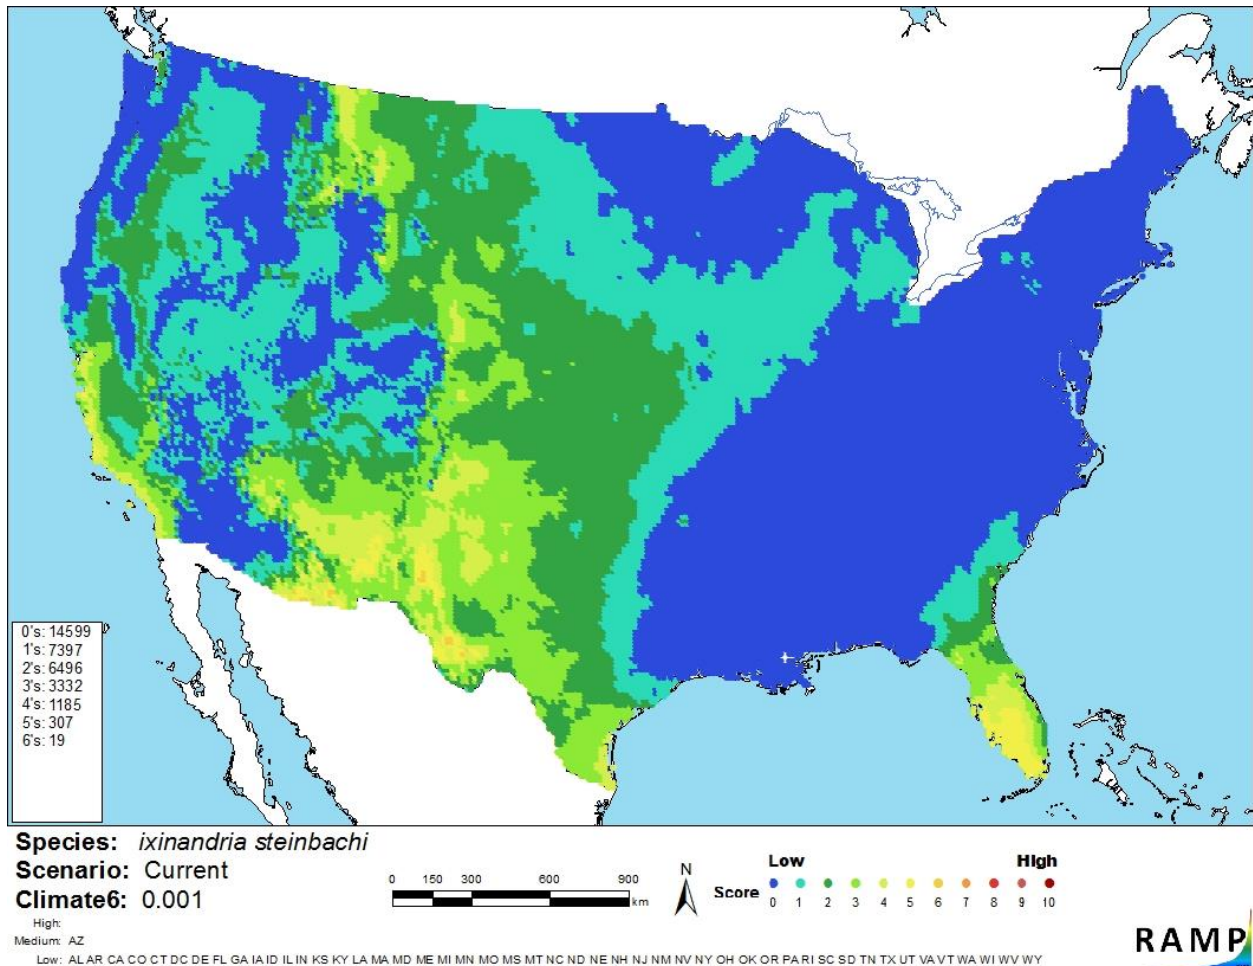 0's: 14599
1's: 7397
2's: 6496
3's: 3332
4's: 1185
5's: 307
6's: 19
Species: ixinandria steinbachi
Scenario: Current
Climate6: 0.001
High:
Medium: AZ
Low: AL AR CA CO CT DC DE FL GA IA ID IL IN KS KY LA MA MD ME MI MN MO MS MT NC ND NE NH NJ NM NV NY OH OK OR PA RI SC SD TN TX UT VA VT WA WI WV WY
0 150 300 600 900
km
N
Low High
Score
0 1 2 3 4 5 6 7 8 9 10
RAMP